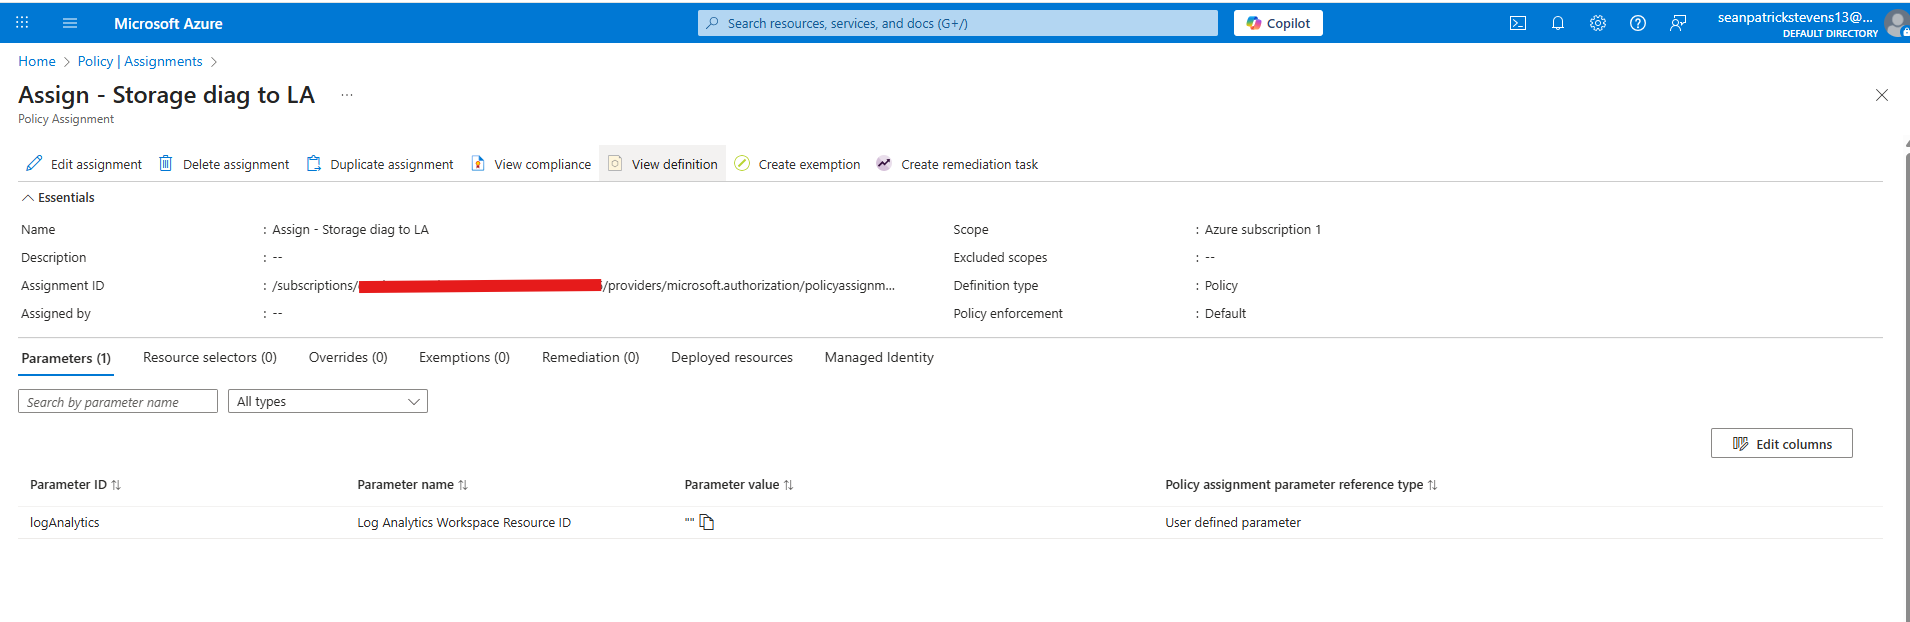 Microsoft Azure
Search resources, services, and docs (G+/)
Copilot
seanpatrickstevens13@...
DEFAULT DIRECTORY
Home > Policy | Assignments >
Assign - Storage diag to LA ...
Policy Assignment
Edit assignment Delete assignment Duplicate assignment View compliance View definition Create exemption Create remediation task
Essentials
Name : Assign - Storage diag to LA
Description : --
Assignment ID : /subscriptions/ /providers/microsoft.authorization/policyassignm...
Assigned by : --
Scope : Azure subscription 1
Excluded scopes : --
Definition type : Policy
Policy enforcement : Default
Parameters (1) Resource selectors (0) Overrides (0) Exemptions (0) Remediation (0) Deployed resources Managed Identity
Search by parameter name All types
Edit columns
Parameter ID Parameter name Parameter value Policy assignment parameter reference type
logAnalytics Log Analytics Workspace Resource ID "" User defined parameter